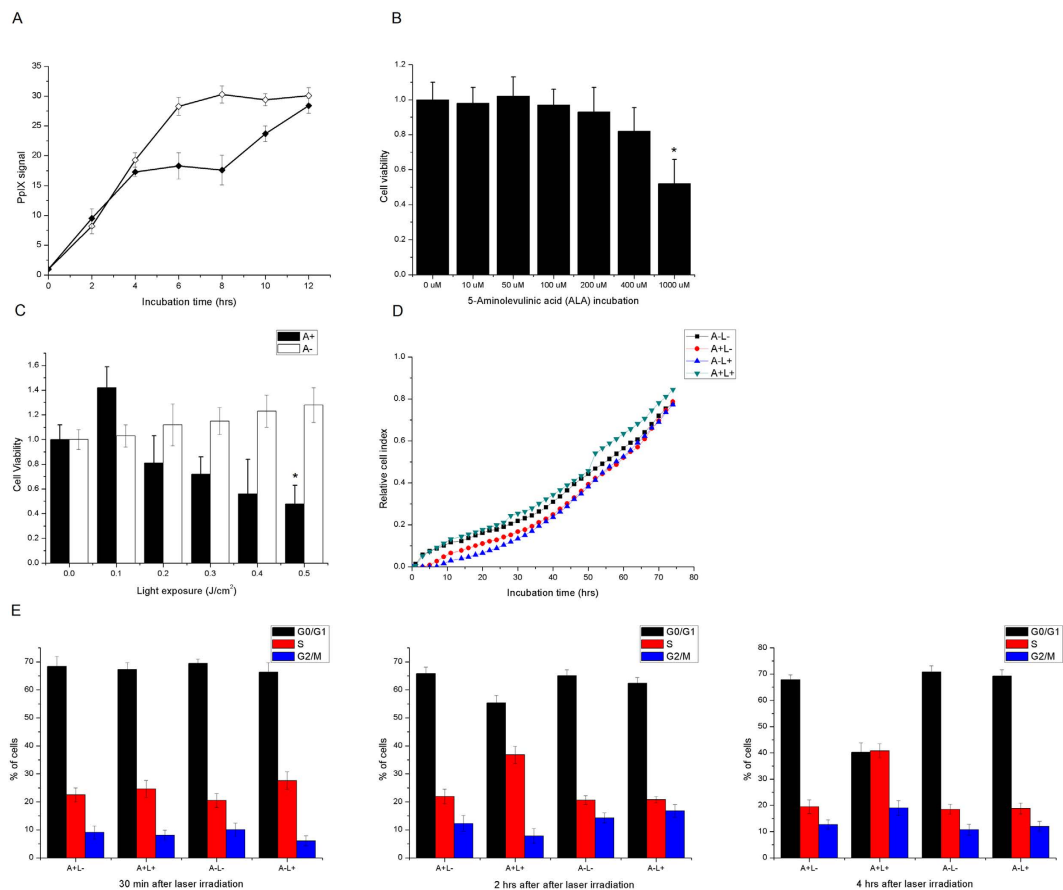 A
35
30
25
20
15
10
5
0
PpIX signal
0 2 4 6 8 10 12
Incubation time (hrs)
B
1.2
1.0
0.8
0.6
0.4
0.2
0.0
Cell viability
*
0 uM 10 uM 50 uM 100 uM 200 uM 400 uM 1000 uM
5-Aminolevulinic acid (ALA) incubation
C
A+
A-
1.6
1.4
1.2
1.0
0.8
0.6
0.4
0.2
0.0
Cell Viability
*
0.0 0.1 0.2 0.3 0.4 0.5
Light exposure (J/cm²)
D
A-L-
A+L-
A-L+
A+L+
1.0
0.8
0.6
0.4
0.2
0.0
Relative cell index
0 10 20 30 40 50 60 70 80
Incubation time (hrs)
E
G0/G1
S
G2/M
70
60
50
40
30
20
10
0
% of cells
A+L- A+L+ A-L- A-L+
30 min after laser irradiation
G0/G1
S
G2/M
70
60
50
40
30
20
10
0
% of cells
A+L- A+L+ A-L- A-L+
2 hrs after after laser irradiation
G0/G1
S
G2/M
80
70
60
50
40
30
20
10
0
% of cells
A+L- A+L+ A-L- A-L+
4 hr after laser irradiation